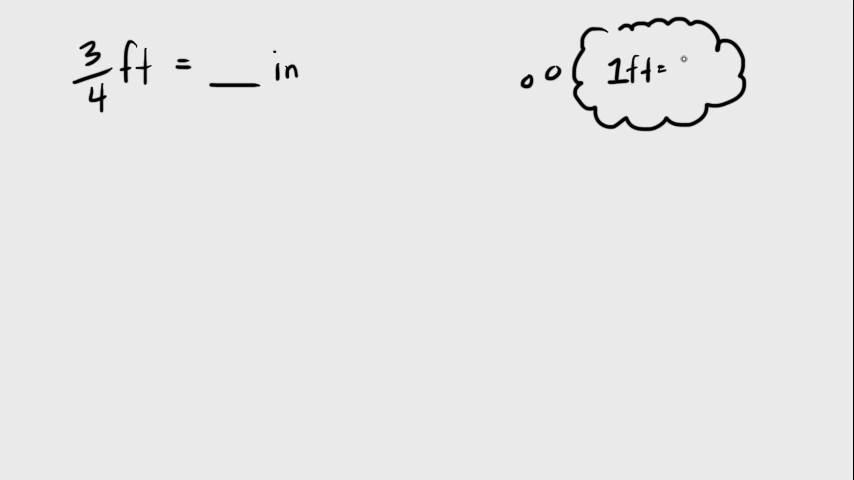 3/4 ft = __ in
1ft=